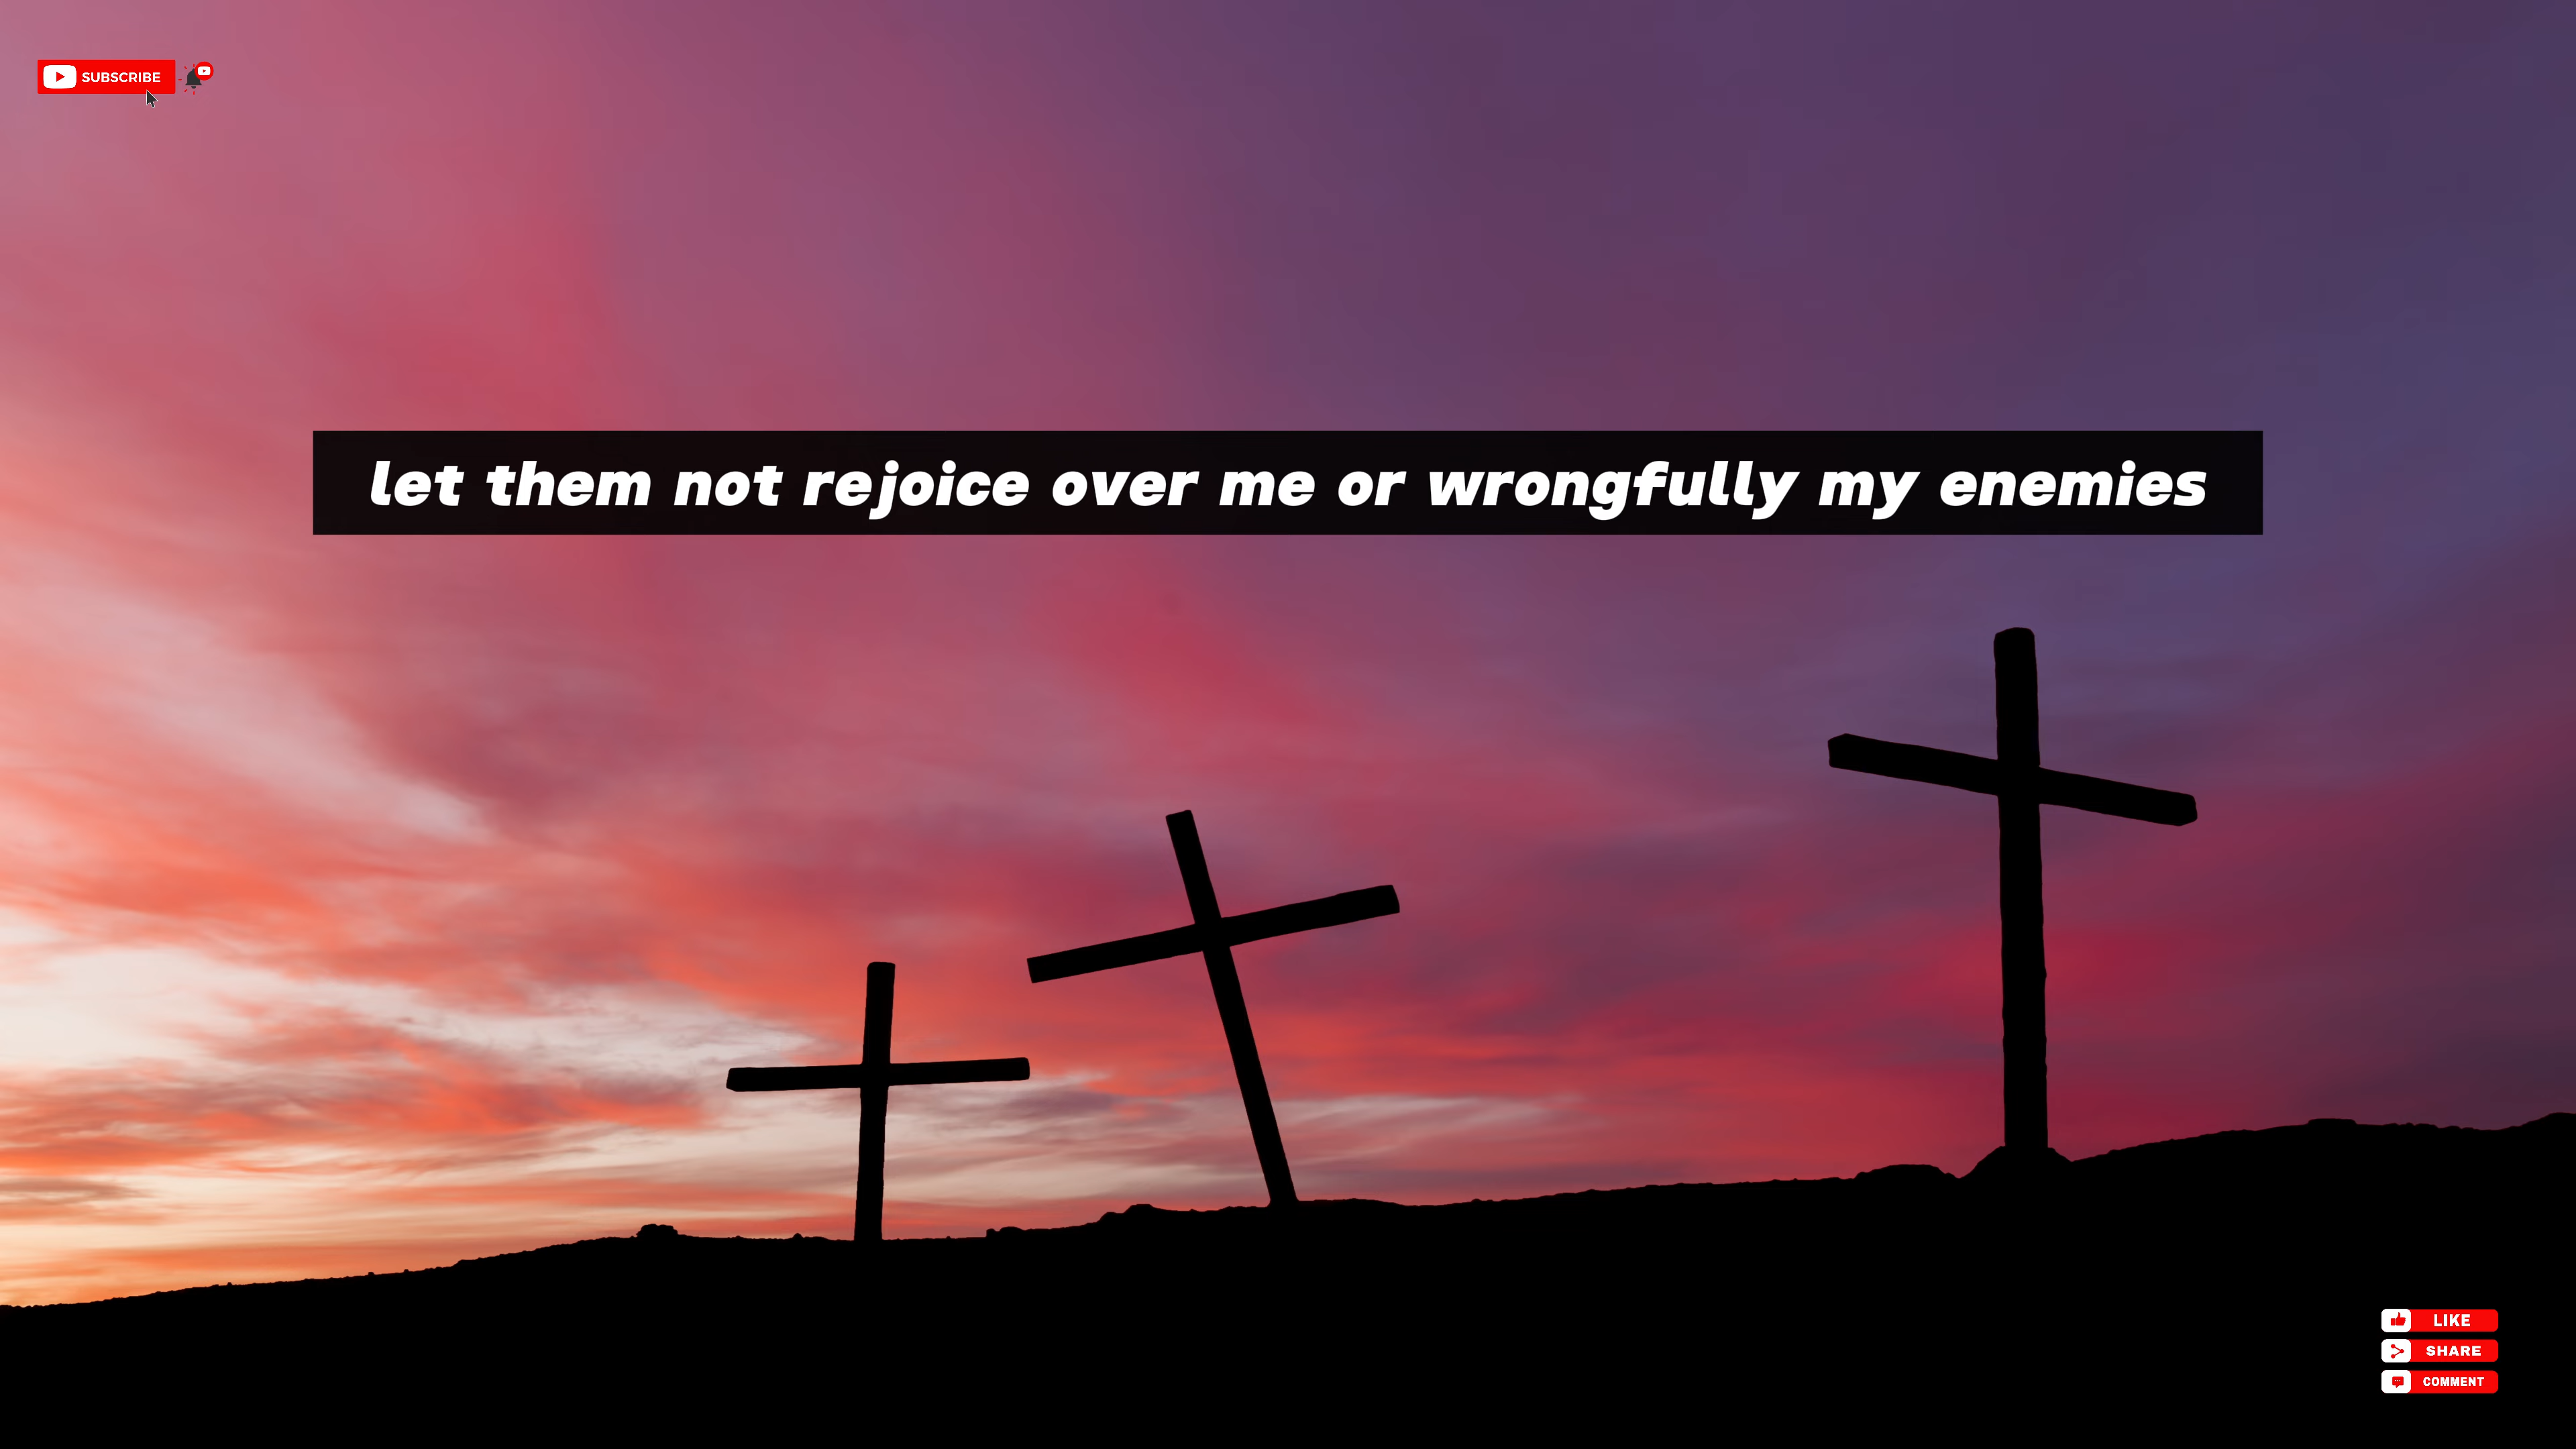 SUBSCRIBE
let them not rejoice over me or wrongfully my enemies
LIKE
SHARE
COMMENT